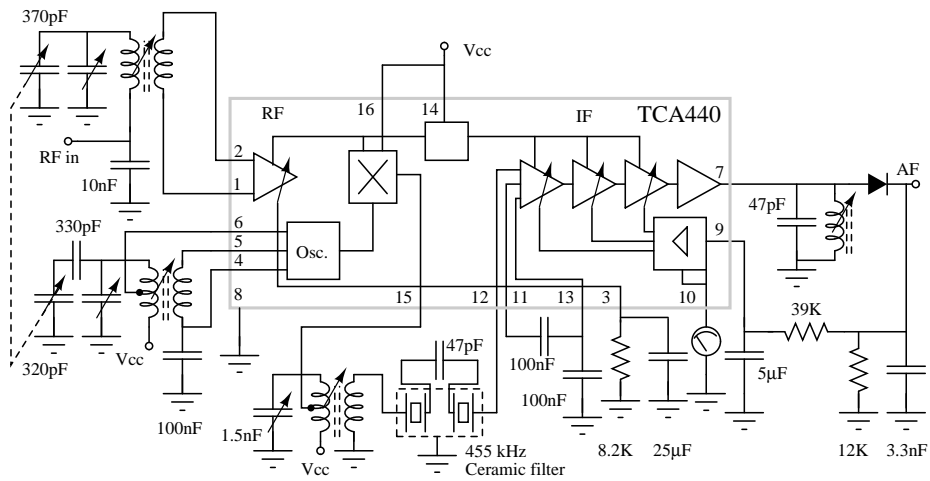 370pF
Vcc
RF
16
14
IF
TCA440
RF in
10nF
2
1
7
AF
47pF
330pF
6
5
4
Osc.
9
8
15
12
11
13
3
10
39K
320pF
Vcc
100nF
47pF
100nF
100nF
5µF
1.5nF
Vcc
455 kHz
Ceramic filter
8.2K
25µF
12K
3.3nF